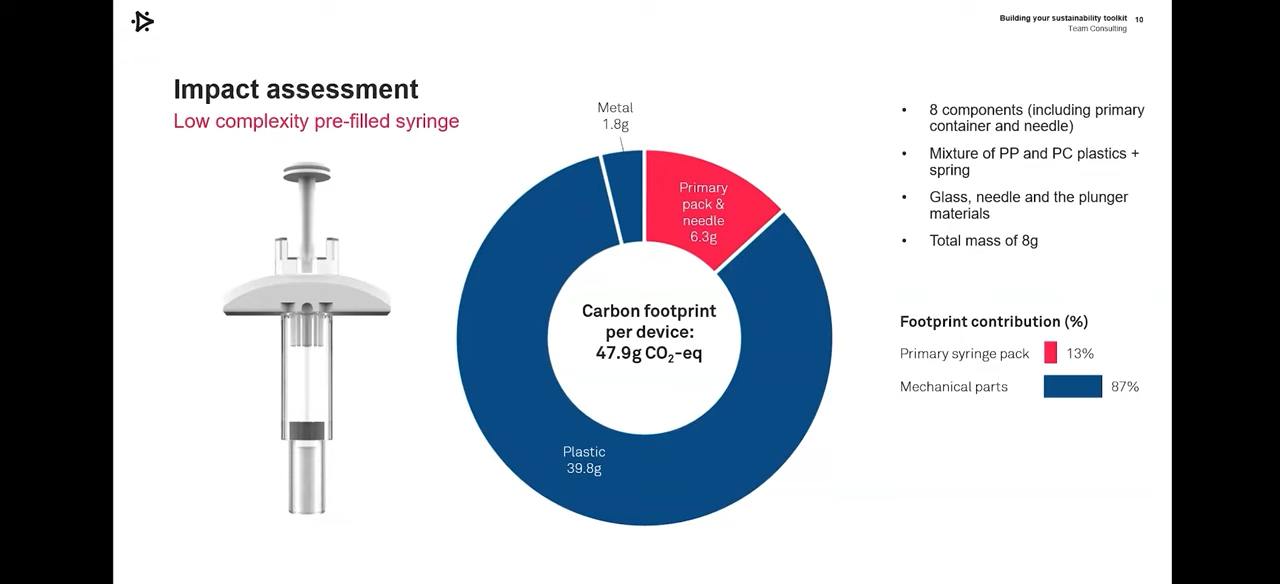 Building your sustainability toolkit 10
Team Consulting
Impact assessment
Low complexity pre-filled syringe
Metal
1.8g
Primary
pack &
needle
6.3g
Carbon footprint
per device:
47.9g CO₂-eq
Plastic
39.8g
• 8 components (including primary
container and needle)
• Mixture of PP and PC plastics +
spring
• Glass, needle and the plunger
materials
• Total mass of 8g
Footprint contribution (%)
Primary syringe pack 13%
Mechanical parts 87%